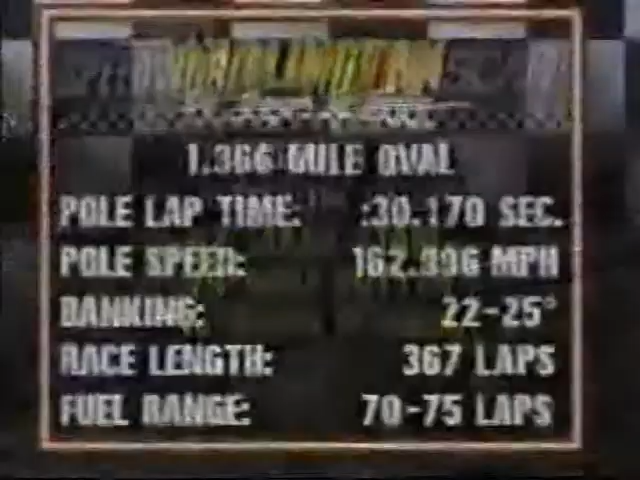 1.366 MILE OVAL
POLE LAP TIME: :30.170 SEC.
POLE SPEED: 162.996 MPH
BANKING: 22-25°
RACE LENGTH: 367 LAPS
FUEL RANGE: 70-75 LAPS